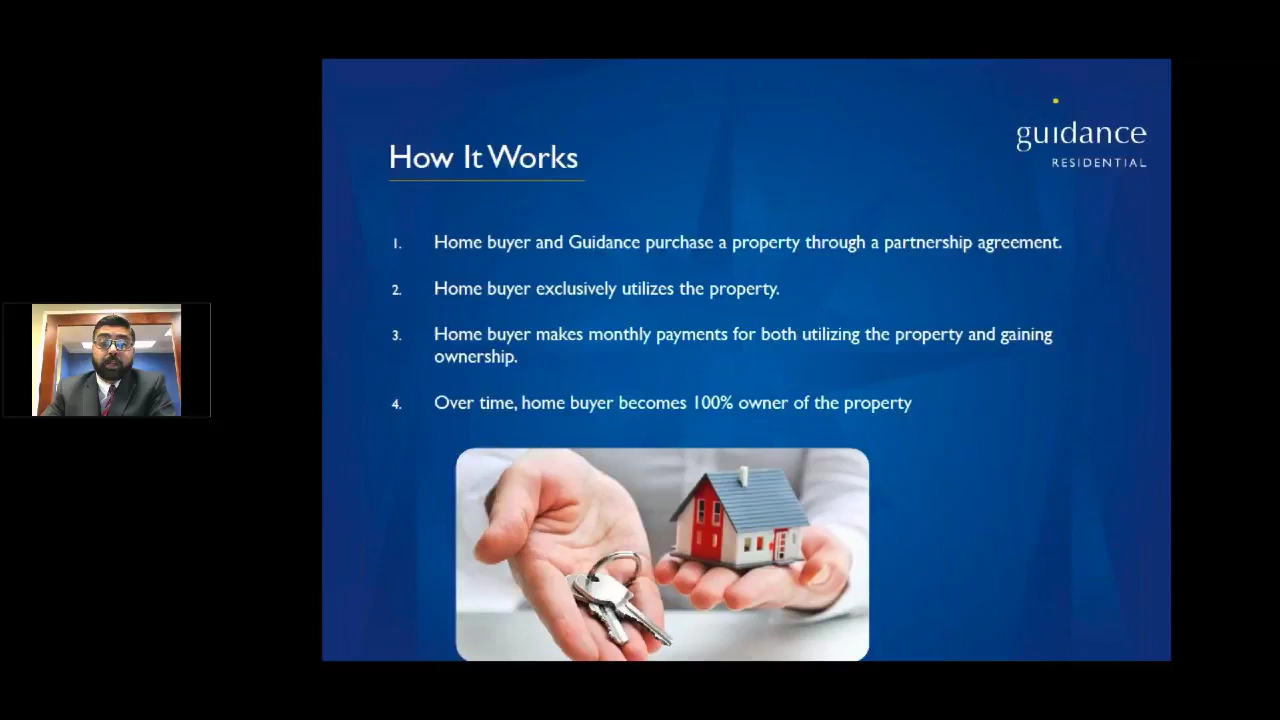 guidance
RESIDENTIAL
How It Works
1. Home buyer and Guidance purchase a property through a partnership agreement.
2. Home buyer exclusively utilizes the property.
3. Home buyer makes monthly payments for both utilizing the property and gaining
ownership.
4. Over time, home buyer becomes 100% owner of the property